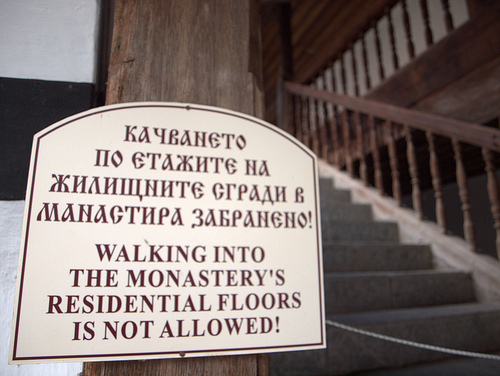 КАЧВАНЕТО
ПО ЕТАЖИТЕ НА
ЖИЛИЩНИТЕ СГРАДИ В
МАНАСТИРА ЗАБРАНЕНО!
WALKING INTO
THE MONASTERY'S
RESIDENTIAL FLOORS
IS NOT ALLOWED!